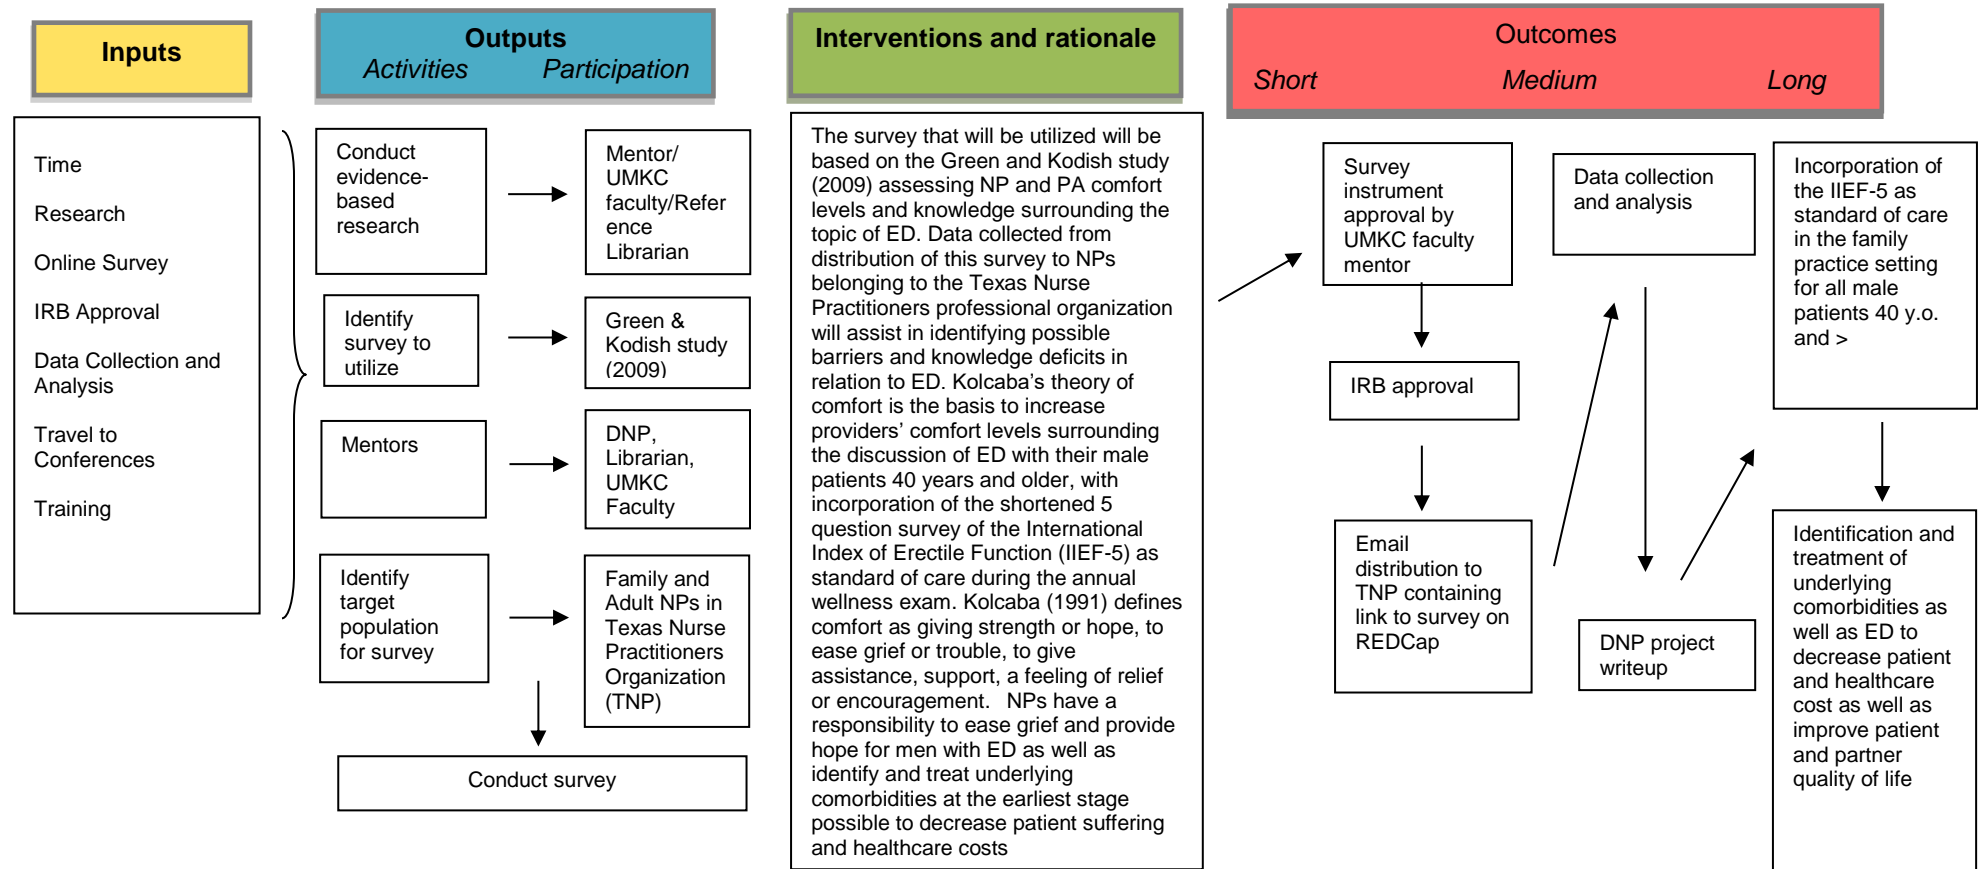 Inputs
Outputs
Activities Participation
Interventions and rationale
Outcomes
Short Medium Long
Time
Research
Online Survey
IRB Approval
Data Collection and
Analysis
Travel to
Conferences
Training
Conduct
evidence-
based
research
Mentor/
UMKC
faculty/Refer
ence
Librarian
Identify
survey to
utilize
Green &
Kodish study
(2009)
Mentors
DNP,
Librarian,
UMKC
Faculty
Identify
target
population
for survey
Family and
Adult NPs in
Texas Nurse
Practitioners
Organization
(TNP)
Conduct survey
The survey that will be utilized will be
based on the Green and Kodish study
(2009) assessing NP and PA comfort
levels and knowledge surrounding the
topic of ED. Data collected from
distribution of this survey to NPs
belonging to the Texas Nurse
Practitioners professional organization
will assist in identifying possible
barriers and knowledge deficits in
relation to ED. Kolcaba’s theory of
comfort is the basis to increase
providers’ comfort levels surrounding
the discussion of ED with their male
patients 40 years and older, with
incorporation of the shortened 5
question survey of the International
Index of Erectile Function (IIEF-5) as
standard of care during the annual
wellness exam. Kolcaba (1991) defines
comfort as giving strength or hope, to
ease grief or trouble, to give
assistance, support, a feeling of relief
or encouragement. NPs have a
responsibility to ease grief and provide
hope for men with ED as well as
identify and treat underlying
comorbidities at the earliest stage
possible to decrease patient suffering
and healthcare costs
Survey
instrument
approval by
UMKC faculty
mentor
IRB approval
Email
distribution to
TNP containing
link to survey on
REDCap
Data collection
and analysis
DNP project
writeup
Incorporation of
the IIEF-5 as
standard of care
in the family
practice setting
for all male
patients 40 y.o.
and >
Identification and
treatment of
underlying
comorbidities as
well as ED to
decrease patient
and healthcare
cost as well as
improve patient
and partner
quality of life